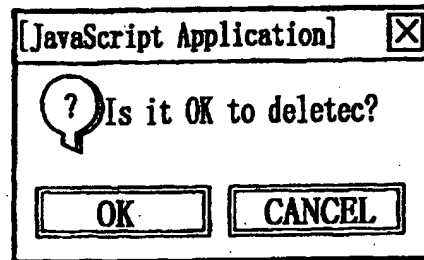 [JavaScript Application]
? Is it OK to deletec?
OK CANCEL